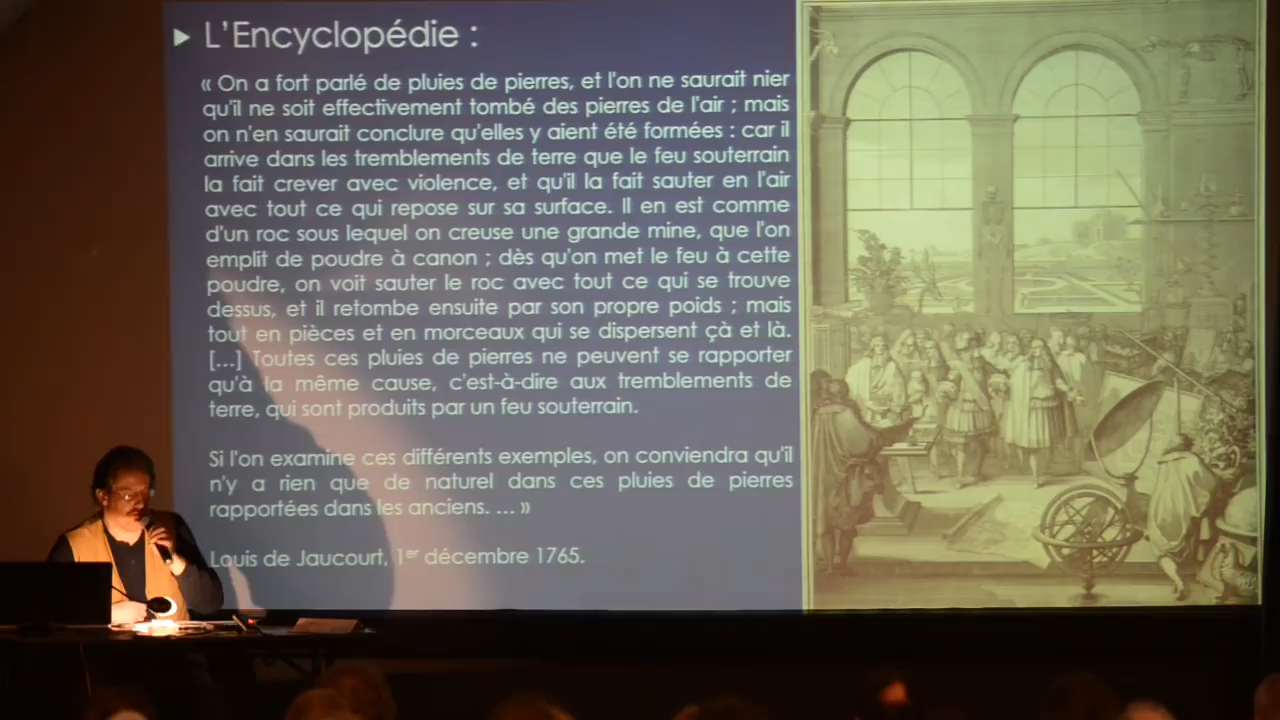 ► L'Encyclopédie :
« On a fort parlé de pluies de pierres, et l'on ne saurait nier
qu'il ne soit effectivement tombé des pierres de l'air ; mais
on n'en saurait conclure qu'elles y aient été formées : car il
arrive dans les tremblements de terre que le feu souterrain
la fait crever avec violence, et qu'il la fait sauter en l'air
avec tout ce qui repose sur sa surface. Il en est comme
d'un roc sous lequel on creuse une grande mine, que l'on
emplit de poudre à canon ; dès qu'on met le feu à cette
poudre, on voit sauter le roc avec tout ce qui se trouve
dessus, et il retombe ensuite par son propre poids ; mais
tout en pièces et en morceaux qui se dispersent çà et là.
[...] Toutes ces pluies de pierres ne peuvent se rapporter
qu'à la même cause, c'est-à-dire aux tremblements de
terre, qui sont produits par un feu souterrain.
Si l'on examine ces différents exemples, on conviendra qu'il
n'y a rien que de naturel dans ces pluies de pierres
rapportées dans les anciens. ... »
Louis de Jaucourt, 1er décembre 1765.